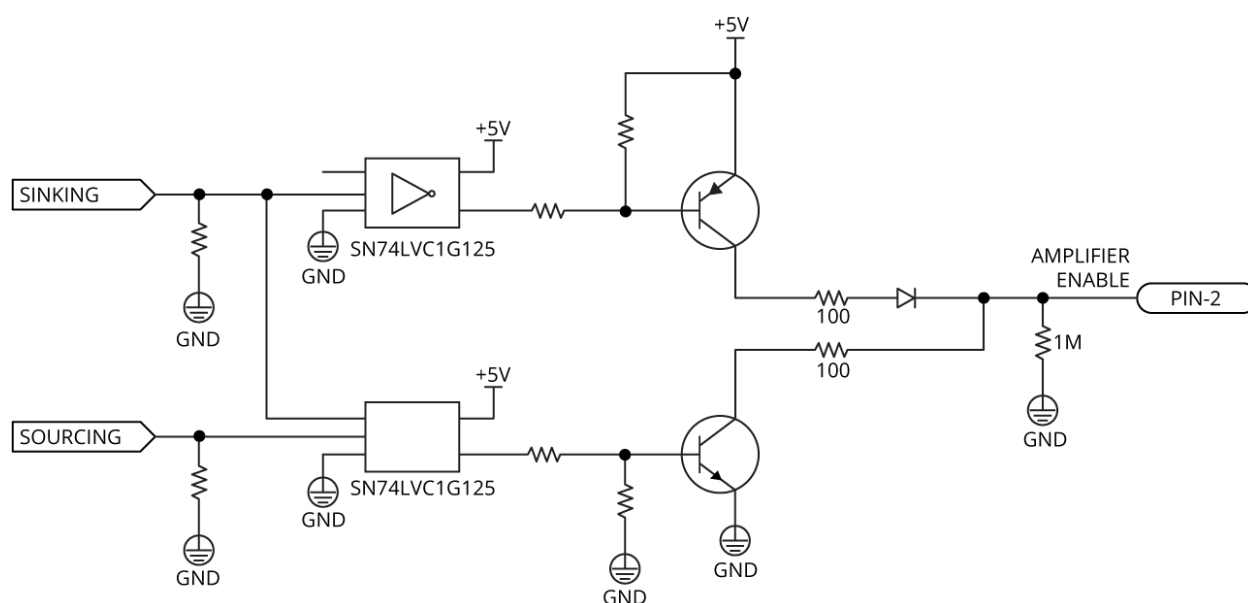 +5V
+5V
SINKING
SN74LVC1G125
GND
GND
AMPLIFIER
ENABLE
PIN-2
100
1M
100
+5V
GND
SOURCING
SN74LVC1G125
GND
GND
GND
GND